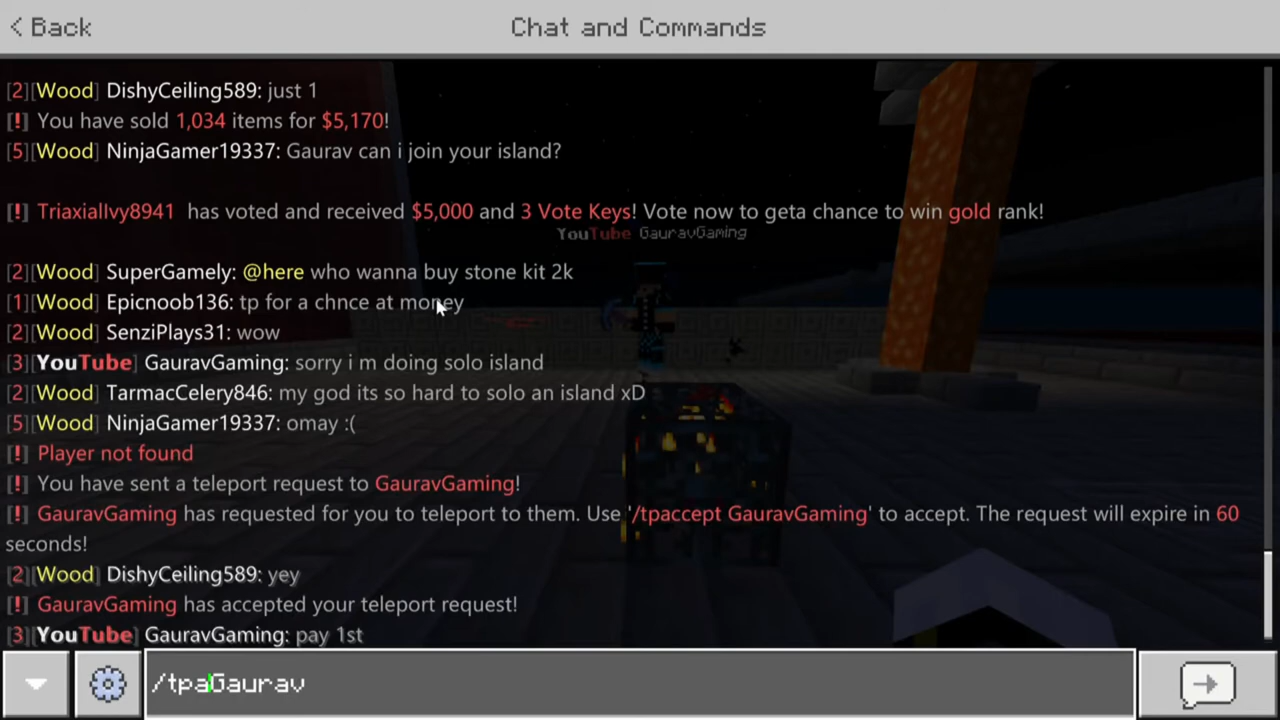 < Back
Chat and Commands
[2][Wood] DishyCeiling589: just 1
[!] You have sold 1,034 items for $5,170!
[5][Wood] NinjaGamer19337: Gaurav can i join your island?
[!] TriaxialIvy8941 has voted and received $5,000 and 3 Vote Keys! Vote now to geta chance to win gold rank!
YouTube GauravGaming
[2][Wood] SuperGamely: @here who wanna buy stone kit 2k
[1][Wood] Epicnoob136: tp for a chnce at money
[2][Wood] SenziPlays31: wow
[3][YouTube] GauravGaming: sorry i m doing solo island
[2][Wood] TarmacCelery846: my god its so hard to solo an island xD
[5][Wood] NinjaGamer19337: omay :(
[!] Player not found
[!] You have sent a teleport request to GauravGaming!
[!] GauravGaming has requested for you to teleport to them. Use '/tpaccept GauravGaming' to accept. The request will expire in 60
seconds!
[2][Wood] DishyCeiling589: yey
[!] GauravGaming has accepted your teleport request!
[3][YouTube] GauravGaming: pay 1st
/tpaGaurav